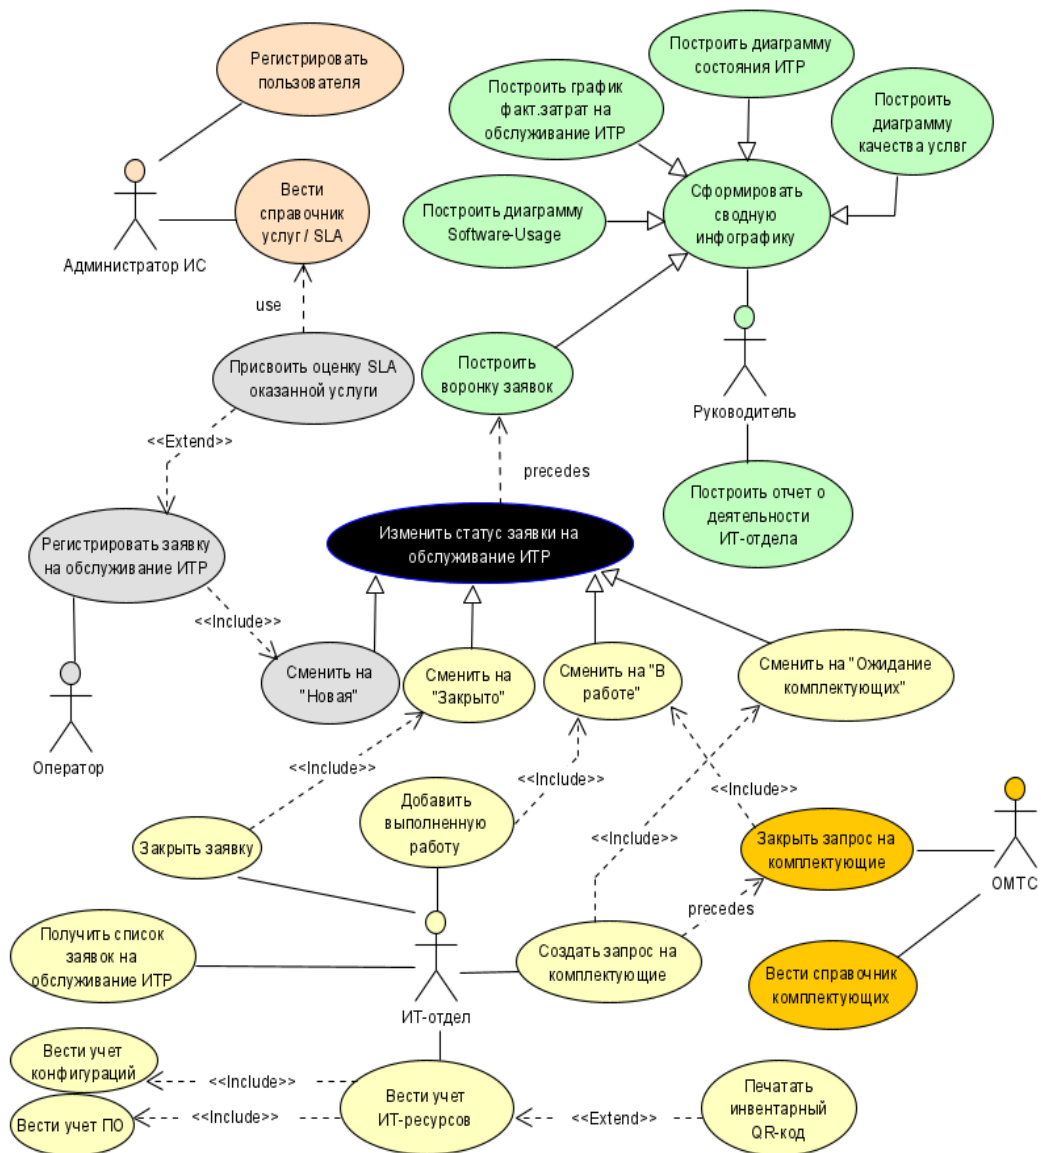 Регистрировать
пользователя
Построить диаграмму
состояния ИТР
Построить график
факт.затрат на
обслуживание ИТР
Построить
диаграмму
качества услвг
Вести
справочник
услуг / SLA
Построить диаграмму
Software-Usage
Сформировать
сводную
инфографику
Администратор ИС
use
Присвоить оценку SLA
оказанной услуги
Построить
воронку заявок
Руководитель
<<Extend>>
precedes
Построить отчет о
деятельности
ИТ-отдела
Регистрировать заявку
на обслуживание ИТР
Изменить статус заявки на
обслуживание ИТР
<<Include>>
Сменить на
"Новая"
Сменить на
"Закрыто"
Сменить на "В
работе"
Сменить на "Ожидание
комплектующих"
Оператор
<<Include>>
<<Include>>
<<Include>>
Добавить
выполненную
работу
<<Include>>
Закрыть заявку
Закрыть запрос на
комплектующие
ОМТС
precedes
Получить список
заявок на
обслуживание ИТР
Создать запрос на
комплектующие
Вести справочник
комплектующих
ИТ-отдел
Вести учет
конфигураций
<<Include>>
Вести учет ПО
<<Include>>
Вести учет
ИТ-ресурсов
<<Extend>>
Печатать
инвентарный
QR-код